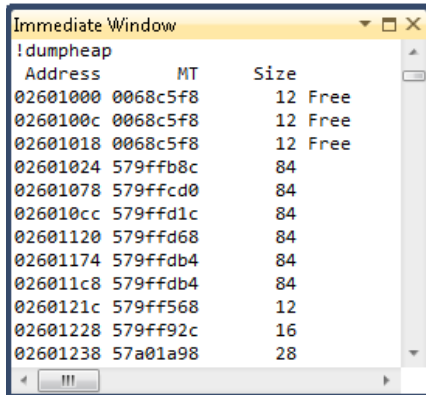 Immediate Window
!dumpheap
Address MT Size
02601000 0068c5f8 12 Free
0260100c 0068c5f8 12 Free
02601018 0068c5f8 12 Free
02601024 579ffb8c 84
02601078 579ffcd0 84
026010cc 579ffd1c 84
02601120 579ffd68 84
02601174 579ffdb4 84
026011c8 579ffdb4 84
0260121c 579ff568 12
02601228 579ff92c 16
02601238 57a01a98 28